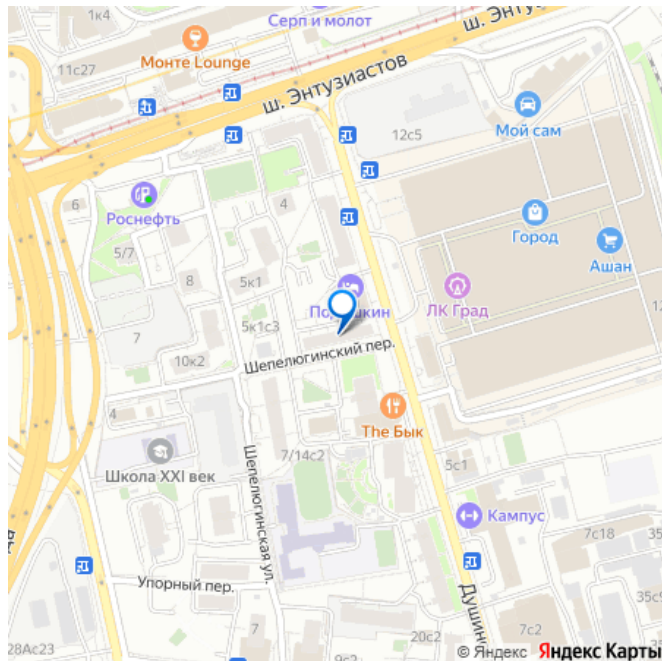 1к4
Серп и молот
ш. Энтузиастов
Монте Lounge
11с27
ш. Энтузиастов
12с5
Мой сам
6
Роснефть
4
5/7
Город
Ашан
8
5к1
ЛК Град
5к1с3
7
10к2
Шепелюгинский пер.
4
The Бык
7/14с2
5с1
Школа XXI век
Шепелюгинская ул.
Кампус
7с18
Упорный пер.
7
20с2
7с2
28Ас23
© Яндекс Яндекс Карты